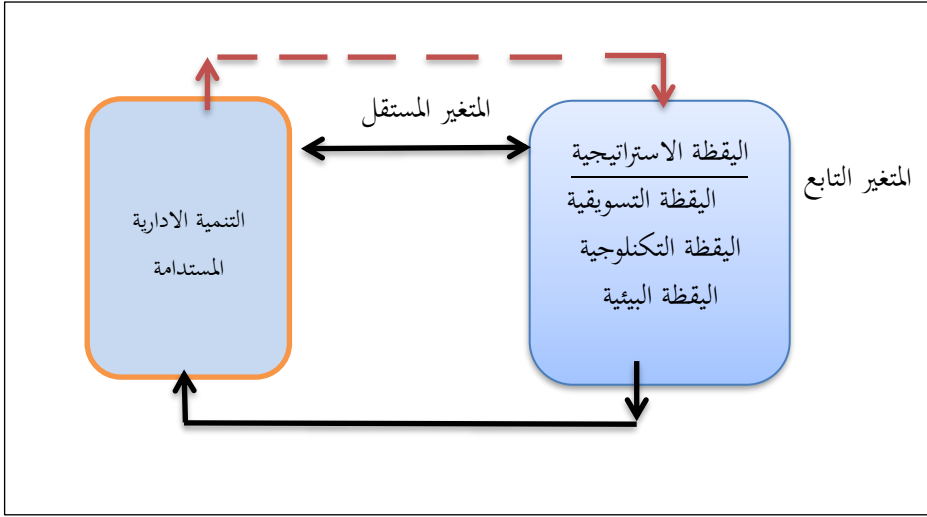 المتغير المستقل
المتغير التابع
اليقظة الاستراتيجية
اليقظة التسويقية
اليقظة التكنلوجية
اليقظة البيئية
التنمية الادارية
المستدامة